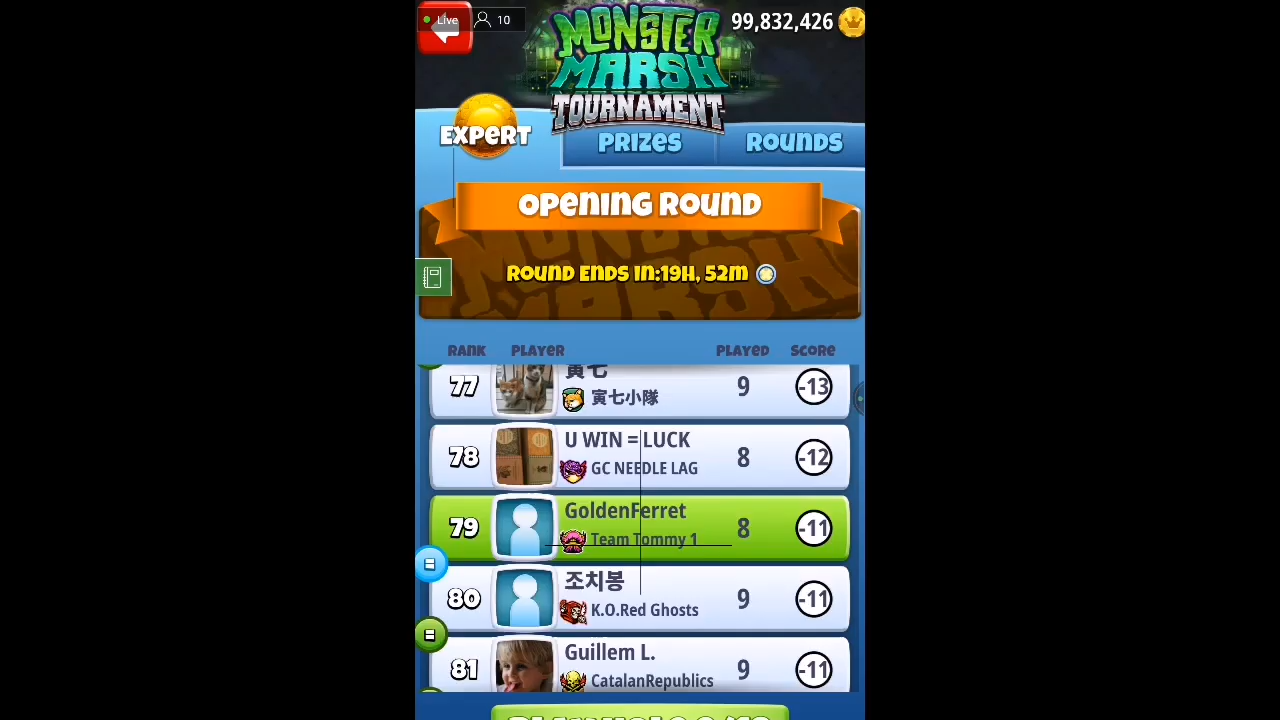 Live 10
MONSTER
MARSH
TOURNAMENT
99,832,426
EXPERT
PRIZES
ROUNDS
OPENING ROUND
ROUND ENDS IN:19H, 52M
RANK PLAYER PLAYED SCORE
77 寅七 9 -13
寅七小隊
78 U WIN = LUCK 8 -12
GC NEEDLE LAG
79 GoldenFerret 8 -11
Team Tommy 1
80 조치봉 9 -11
K.O.Red Ghosts
81 Guillem L. 9 -11
CatalanRepublics